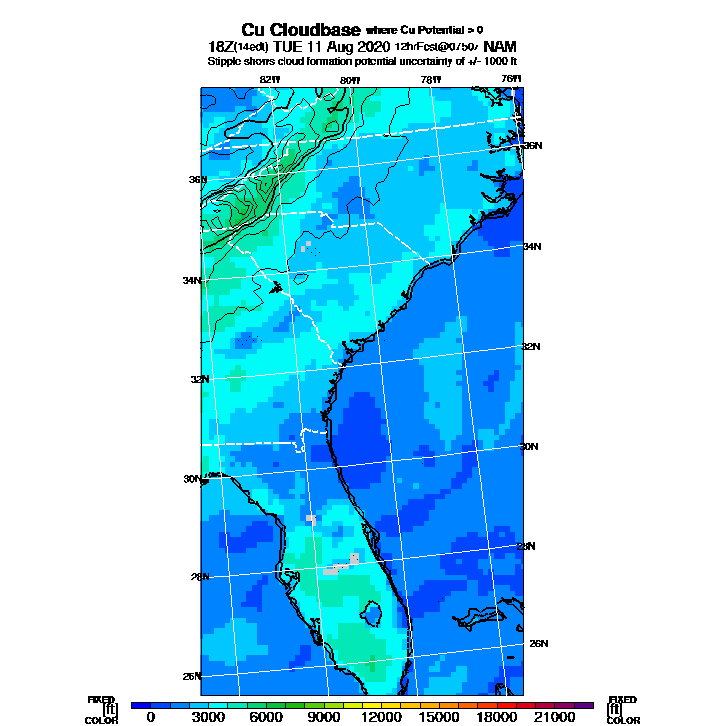 Cu Cloudbase where Cu Potential > 0
18Z(14edt) TUE 11 Aug 2020 12hrFcst@0750z NAM
Stipple shows cloud formation potential uncertainty of +/- 1000 ft
82W 80W 78W 76W
36N
36N
34N
34N
32N
32N
30N
30N
28N
28N
26N
26N
FIXED FIXED
[ft] [ft]
COLOR 0 3000 6000 9000 12000 15000 18000 21000 COLOR